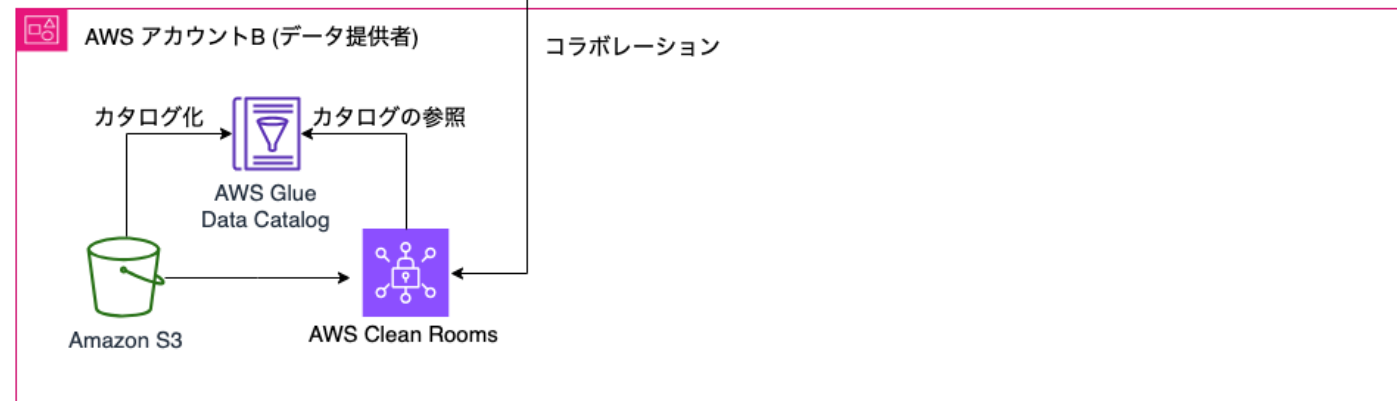 AWS アカウントB (データ提供者)
コラボレーション
カタログ化
カタログの参照
AWS Glue
Data Catalog
Amazon S3
AWS Clean Rooms